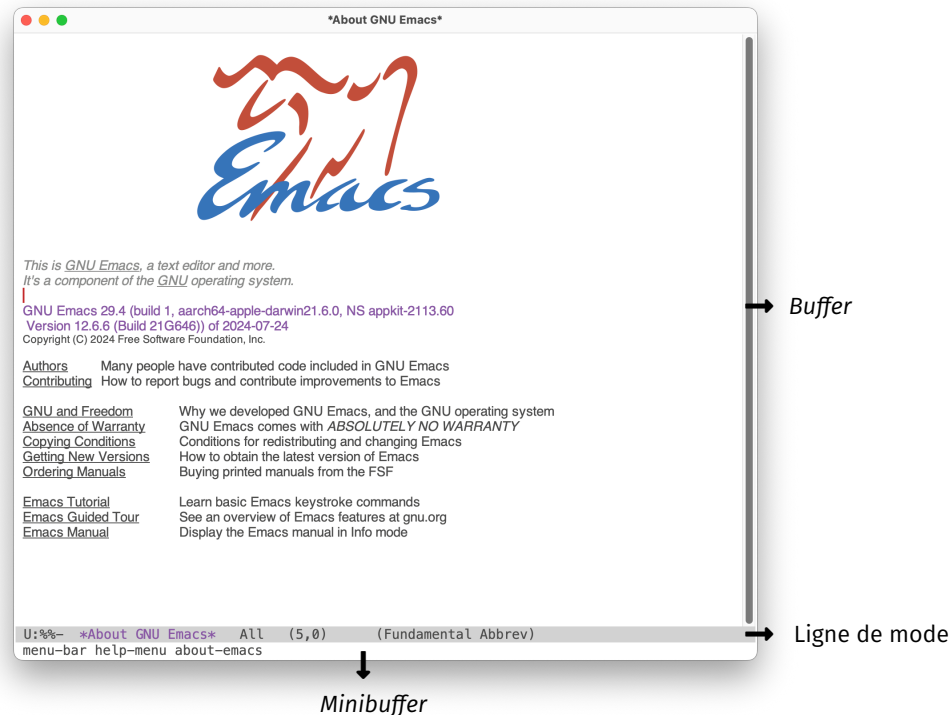 *About GNU Emacs*
Emacs
This is GNU Emacs, a text editor and more.
It's a component of the GNU operating system.
GNU Emacs 29.4 (build 1, aarch64-apple-darwin21.6.0, NS appkit-2113.60
Version 12.6.6 (Build 21G646)) of 2024-07-24
Copyright (C) 2024 Free Software Foundation, Inc.
Authors Many people have contributed code included in GNU Emacs
Contributing How to report bugs and contribute improvements to Emacs
GNU and Freedom Why we developed GNU Emacs, and the GNU operating system
Absence of Warranty GNU Emacs comes with ABSOLUTELY NO WARRANTY
Copying Conditions Conditions for redistributing and changing Emacs
Getting New Versions How to obtain the latest version of Emacs
Ordering Manuals Buying printed manuals from the FSF
Emacs Tutorial Learn basic Emacs keystroke commands
Emacs Guided Tour See an overview of Emacs features at gnu.org
Emacs Manual Display the Emacs manual in Info mode
U:%%- *About GNU Emacs* All (5,0) (Fundamental Abbrev)
menu-bar help-menu about-emacs
Buffer
Ligne de mode
Minibuffer